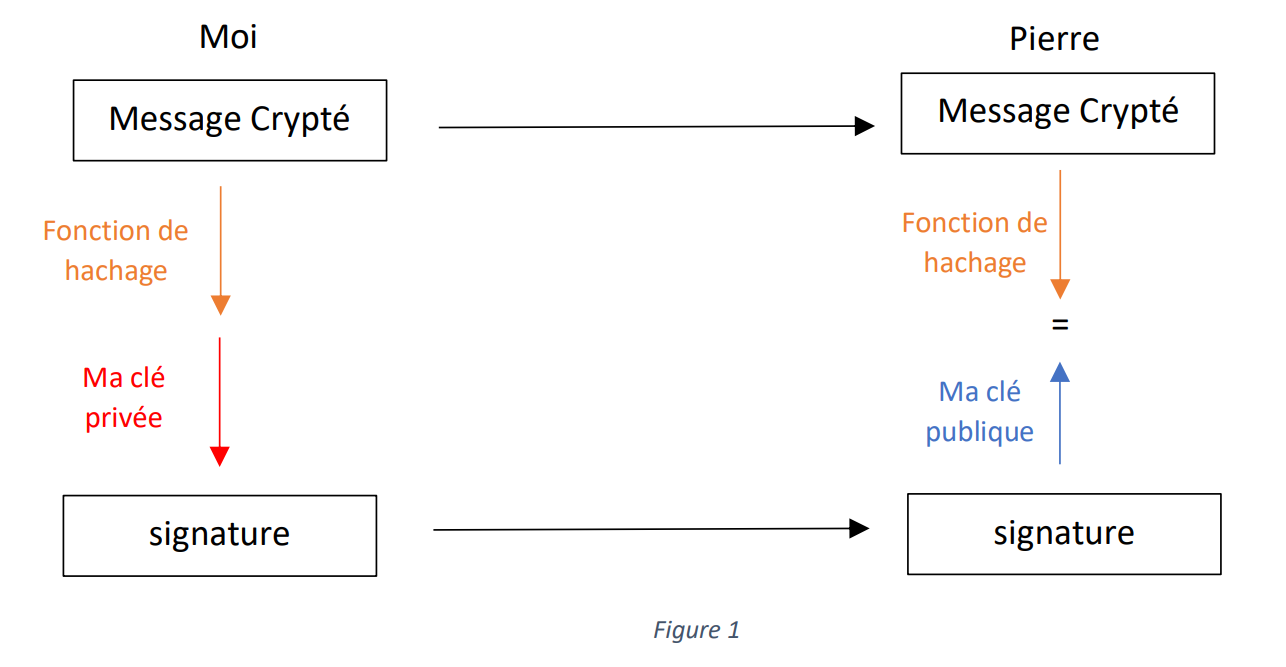 Moi
Pierre
Message Crypté
Message Crypté
Fonction de
hachage
Fonction de
hachage
=
Ma clé
privée
Ma clé
publique
signature
signature
Figure 1